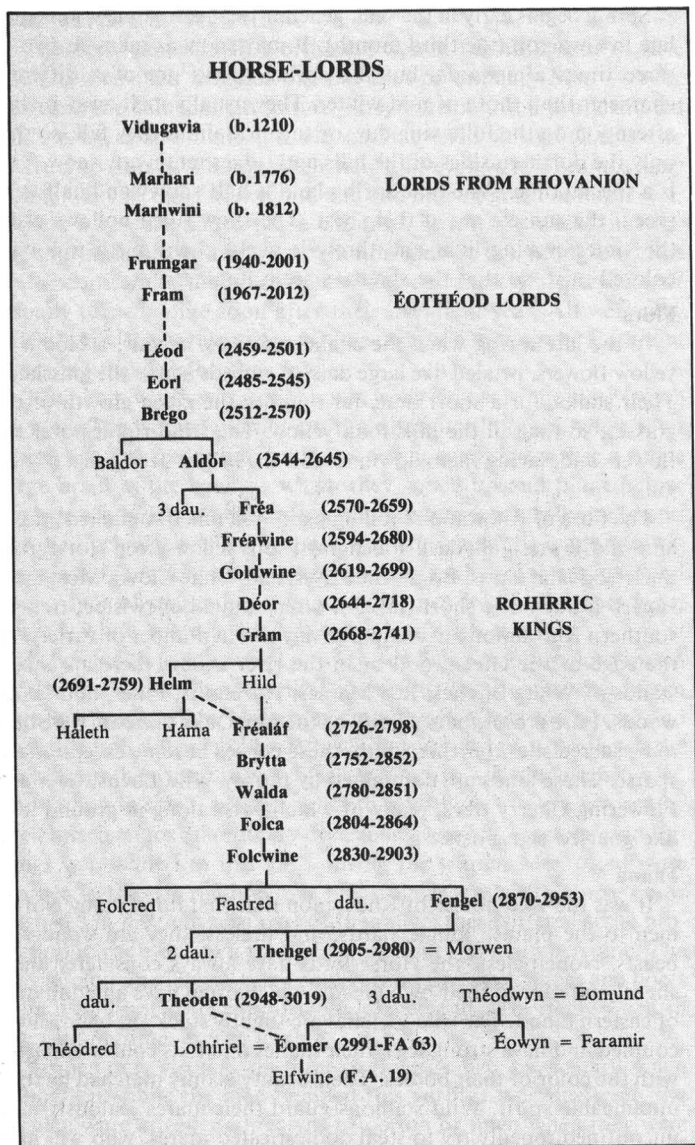 HORSE-LORDS
Vidugavia (b.1210)
Marhari (b.1776)
LORDS FROM RHOVANION
Marhwini (b. 1812)
Frumgar (1940-2001)
Fram (1967-2012)
ÉOTHÉOD LORDS
Léod (2459-2501)
Eorl (2485-2545)
Brego (2512-2570)
Baldor Aldor (2544-2645)
3 dau. Fréa (2570-2659)
Fréawine (2594-2680)
Goldwine (2619-2699)
Déor (2644-2718) ROHIRRIC
Gram (2668-2741) KINGS
(2691-2759) Helm Hild
Háleth Háma Fréaláf (2726-2798)
Brytta (2752-2852)
Walda (2780-2851)
Folca (2804-2864)
Folcwine (2830-2903)
Folcred Fastred dau. Fengel (2870-2953)
2 dau. Thengel (2905-2980) = Morwen
dau. Theoden (2948-3019) 3 dau. Théodwyn = Eomund
Théodred Lothíriel = Éomer (2991-FA 63) Éowyn = Faramir
Elfwine (F.A. 19)